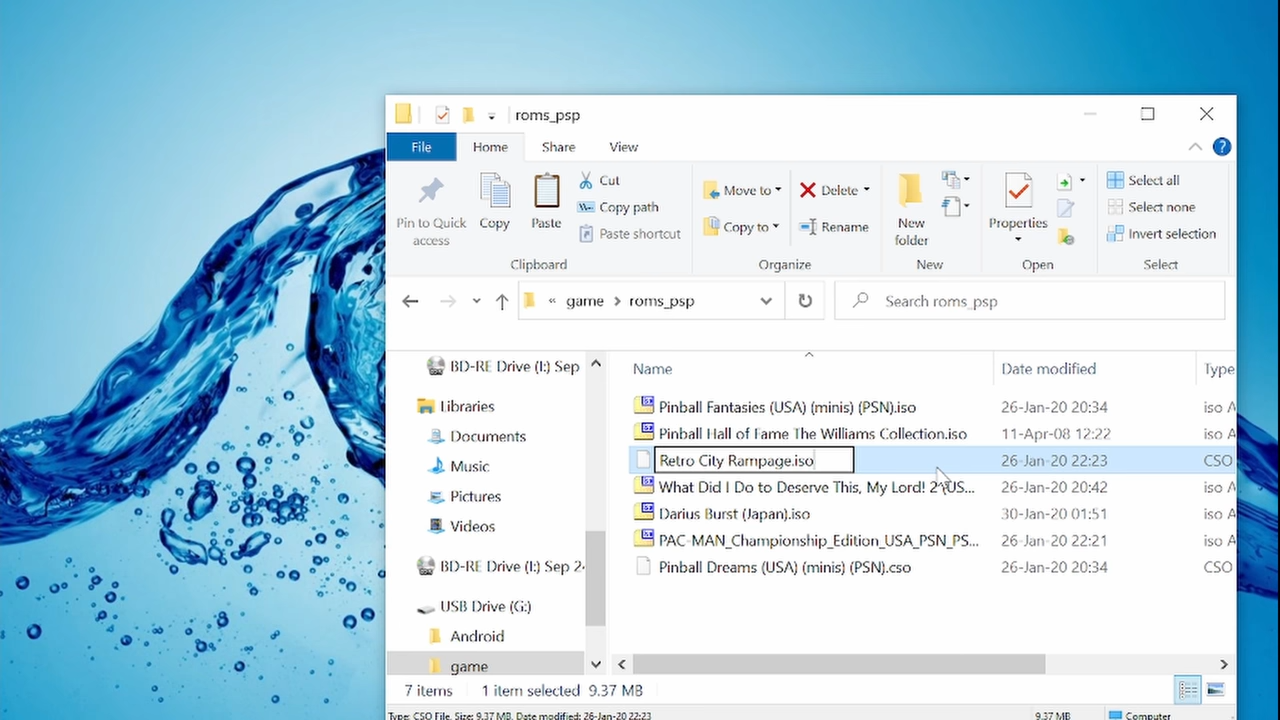 roms_psp
File Home Share View
Pin to Quick access
Copy
Paste
Cut
Copy path
Paste shortcut
Clipboard
Move to
Copy to
Delete
Rename
Organize
New folder
New
Properties
Open
Select all
Select none
Invert selection
Select
« game > roms_psp
Search roms_psp
BD-RE Drive (I:) Sep
Libraries
Documents
Music
Pictures
Videos
BD-RE Drive (I:) Sep 2
USB Drive (G:)
Android
game
Name Date modified Type
Pinball Fantasies (USA) (minis) (PSN).iso 26-Jan-20 20:34 iso A
Pinball Hall of Fame The Williams Collection.iso 11-Apr-08 12:22 iso A
Retro City Rampage.iso 26-Jan-20 22:23 CSO
What Did I Do to Deserve This, My Lord! 2 (US... 26-Jan-20 20:42 iso A
Darius Burst (Japan).iso 30-Jan-20 01:51 iso A
PAC-MAN_Championship_Edition_USA_PSN_PS... 26-Jan-20 22:21 iso A
Pinball Dreams (USA) (minis) (PSN).cso 26-Jan-20 20:34 CSO
7 items 1 item selected 9.37 MB
Type: CSO File, Size: 9.37 MB, Date modified: 26-Jan-20 22:23 9.37 MB Computer